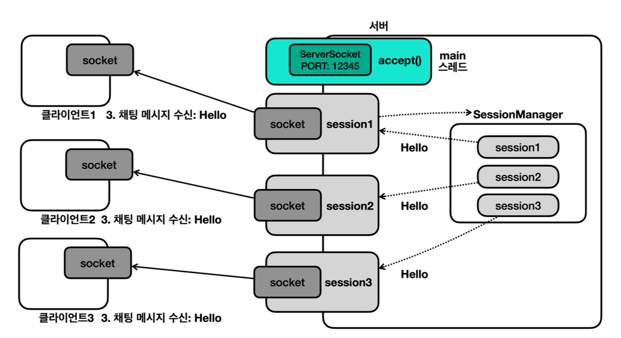 서버
ServerSocket
PORT: 12345
accept()
main
스레드
socket
클라이언트1 3. 채팅 메시지 수신: Hello
socket
session1
SessionManager
Hello
session1
session2
session3
socket
클라이언트2 3. 채팅 메시지 수신: Hello
socket
session2
Hello
socket
클라이언트3 3. 채팅 메시지 수신: Hello
socket
session3
Hello